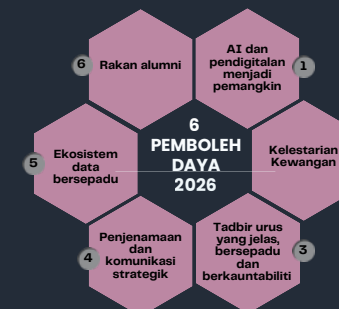 6
PEMBOLEH
DAYA
2026
1
AI dan
pendigitalan
menjadi
pemangkin
Kelestarian
Kewangan
3
Tadbir urus
yang jelas,
bersepadu
dan
berkauntabiliti
4
Penjenamaan
dan
komunikasi
strategik
5
Ekosistem
data
bersepadu
6
Rakan alumni